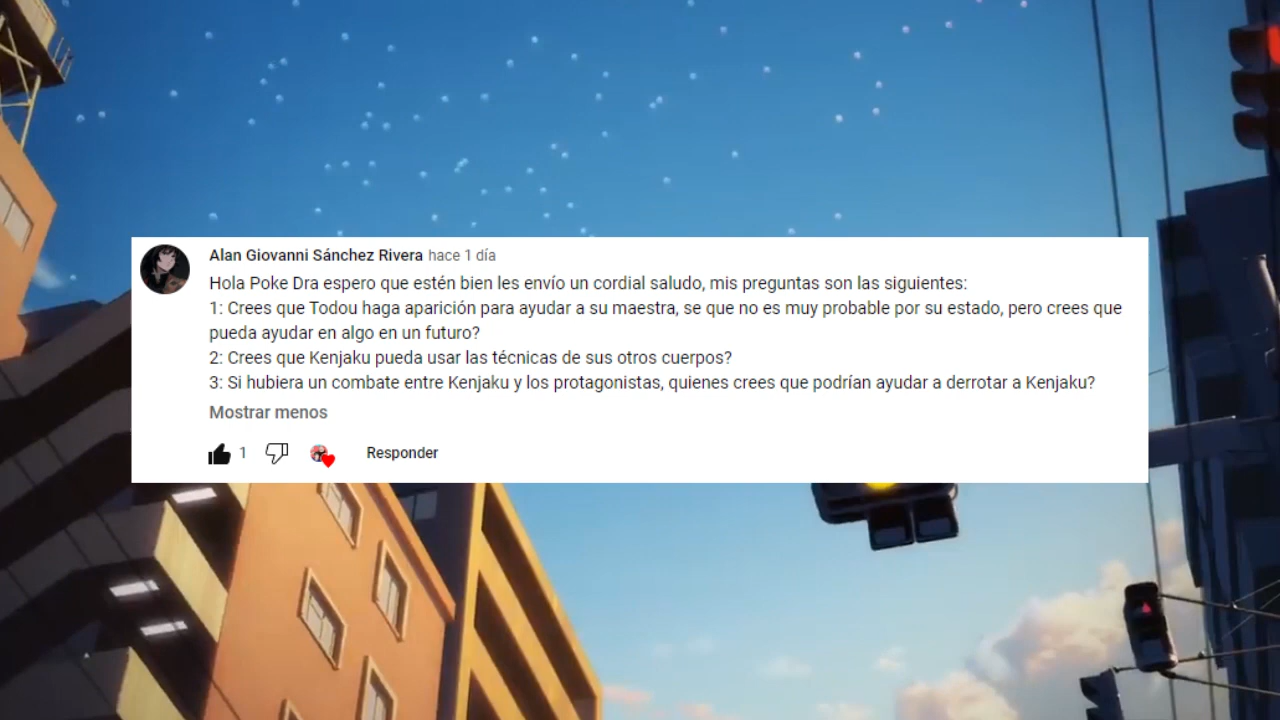 Alan Giovanni Sánchez Rivera hace 1 día
Hola Poke Dra espero que estén bien les envío un cordial saludo, mis preguntas son las siguientes:
1: Crees que Todou haga aparición para ayudar a su maestra, se que no es muy probable por su estado, pero crees que
pueda ayudar en algo en un futuro?
2: Crees que Kenjaku pueda usar las técnicas de sus otros cuerpos?
3: Si hubiera un combate entre Kenjaku y los protagonistas, quienes crees que podrían ayudar a derrotar a Kenjaku?
Mostrar menos
1 Responder